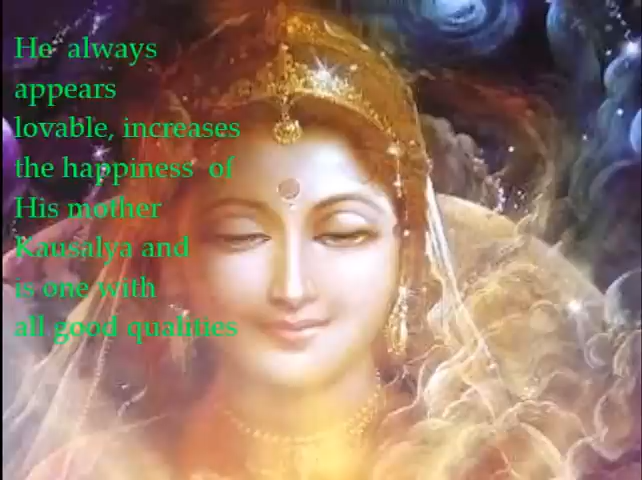 He  always
appears
lovable, increases
the happiness  of
His mother
Kausalya and
is one with
all good qualities